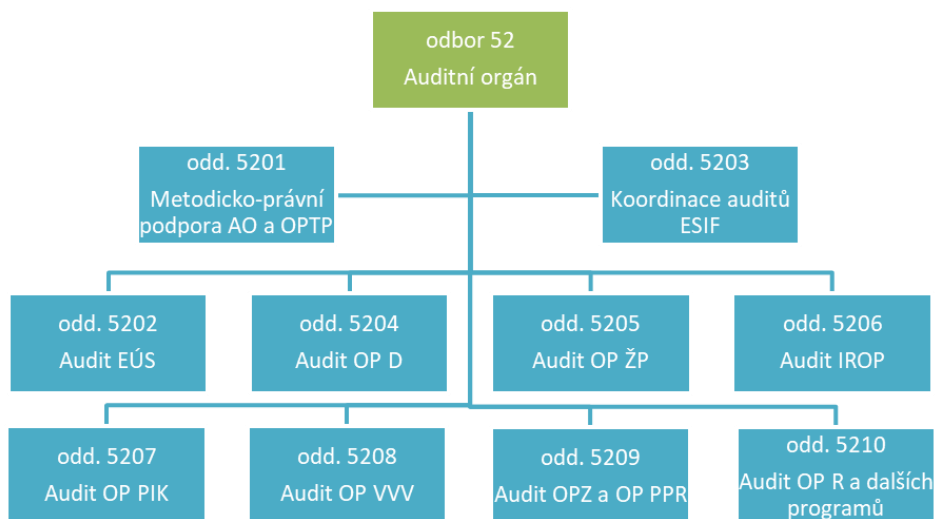 odbor 52
Auditní orgán
odd. 5201
Metodicko-právní
podpora AO a OPTP
odd. 5203
Koordinace auditů
ESIF
odd. 5202
Audit EÚS
odd. 5204
Audit OP D
odd. 5205
Audit OP ŽP
odd. 5206
Audit IROP
odd. 5207
Audit OP PIK
odd. 5208
Audit OP VVV
odd. 5209
Audit OPZ a OP PPR
odd. 5210
Audit OP R a dalších
programů